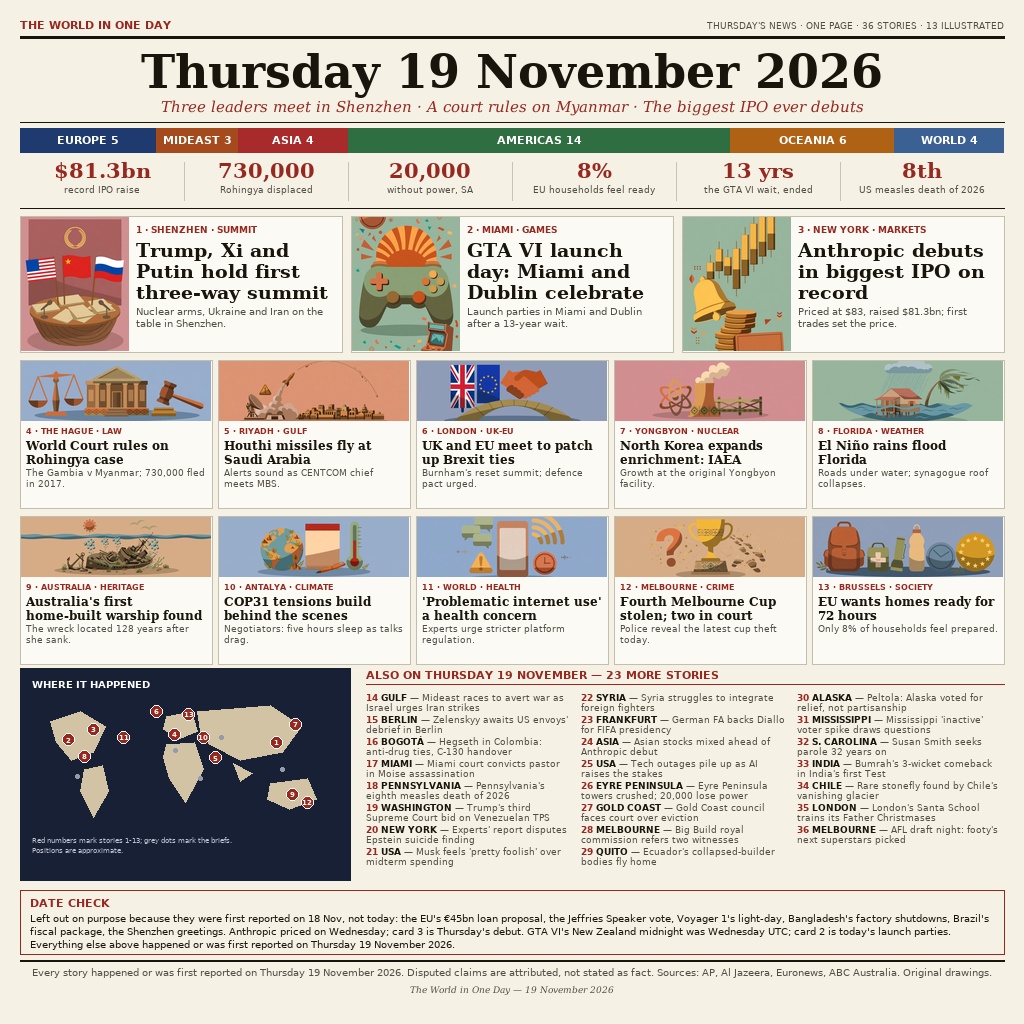 THE WORLD IN ONE DAY
THURSDAY'S NEWS · ONE PAGE · 36 STORIES · 13 ILLUSTRATED
Thursday 19 November 2026
Three leaders meet in Shenzhen · A court rules on Myanmar · The biggest IPO ever debuts
EUROPE 5
MIDEAST 3
ASIA 4
AMERICAS 14
OCEANIA 6
WORLD 4
$81.3bn
record IPO raise
730,000
Rohingya displaced
20,000
without power, SA
8%
EU households feel ready
13 yrs
the GTA VI wait, ended
8th
US measles death of 2026
1 · SHENZHEN · SUMMIT
Trump, Xi and
Putin hold first
three-way summit
Nuclear arms, Ukraine and Iran on the
table in Shenzhen.
2 · MIAMI · GAMES
GTA VI launch
day: Miami and
Dublin celebrate
Launch parties in Miami and Dublin
after a 13-year wait.
3 · NEW YORK · MARKETS
Anthropic debuts
in biggest IPO on
record
Priced at $83, raised $81.3bn; first
trades set the price.
4 · THE HAGUE · LAW
World Court rules on
Rohingya case
The Gambia v Myanmar; 730,000 fled
in 2017.
5 · RIYADH · GULF
Houthi missiles fly at
Saudi Arabia
Alerts sound as CENTCOM chief
meets MBS.
6 · LONDON · UK-EU
UK and EU meet to patch
up Brexit ties
Burnham's reset summit; defence
pact urged.
7 · YONGBYON · NUCLEAR
North Korea expands
enrichment: IAEA
Growth at the original Yongbyon
facility.
8 · FLORIDA · WEATHER
El Niño rains flood
Florida
Roads under water; synagogue roof
collapses.
9 · AUSTRALIA · HERITAGE
Australia's first
home-built warship found
The wreck located 128 years after
she sank.
10 · ANTALYA · CLIMATE
COP31 tensions build
behind the scenes
Negotiators: five hours sleep as talks
drag.
11 · WORLD · HEALTH
'Problematic internet use'
a health concern
Experts urge stricter platform
regulation.
12 · MELBOURNE · CRIME
Fourth Melbourne Cup
stolen; two in court
Police reveal the latest cup theft
today.
13 · BRUSSELS · SOCIETY
EU wants homes ready for
72 hours
Only 8% of households feel prepared.
WHERE IT HAPPENED
6
13
7
3
2
11
4
10
1
8
5
9
12
Red numbers mark stories 1-13; grey dots mark the briefs.
Positions are approximate.
ALSO ON THURSDAY 19 NOVEMBER — 23 MORE STORIES
14 GULF — Mideast races to avert war as
Israel urges Iran strikes
15 BERLIN — Zelenskyy awaits US envoys'
debrief in Berlin
16 BOGOTÁ — Hegseth in Colombia:
anti-drug ties, C-130 handover
17 MIAMI — Miami court convicts pastor
in Moise assassination
18 PENNSYLVANIA — Pennsylvania's
eighth measles death of 2026
19 WASHINGTON — Trump's third
Supreme Court bid on Venezuelan TPS
20 NEW YORK — Experts' report disputes
Epstein suicide finding
21 USA — Musk feels 'pretty foolish' over
midterm spending
22 SYRIA — Syria struggles to integrate
foreign fighters
23 FRANKFURT — German FA backs Diallo
for FIFA presidency
24 ASIA — Asian stocks mixed ahead of
Anthropic debut
25 USA — Tech outages pile up as AI
raises the stakes
26 EYRE PENINSULA — Eyre Peninsula
towers crushed; 20,000 lose power
27 GOLD COAST — Gold Coast council
faces court over eviction
28 MELBOURNE — Big Build royal
commission refers two witnesses
29 QUITO — Ecuador's collapsed-builder
bodies fly home
30 ALASKA — Peltola: Alaska voted for
relief, not partisanship
31 MISSISSIPPI — Mississippi 'inactive'
voter spike draws questions
32 S. CAROLINA — Susan Smith seeks
parole 32 years on
33 INDIA — Bumrah's 3-wicket comeback
in India's first Test
34 CHILE — Rare stonefly found by Chile's
vanishing glacier
35 LONDON — London's Santa School
trains its Father Christmases
36 MELBOURNE — AFL draft night: footy's
next superstars picked
DATE CHECK
Left out on purpose because they were first reported on 18 Nov, not today: the EU's €45bn loan proposal, the Jeffries Speaker vote, Voyager 1's light-day, Bangladesh's factory shutdowns, Brazil's
fiscal package, the Shenzhen greetings. Anthropic priced on Wednesday; card 3 is Thursday's debut. GTA VI's New Zealand midnight was Wednesday UTC; card 2 is today's launch parties.
Everything else above happened or was first reported on Thursday 19 November 2026.
Every story happened or was first reported on Thursday 19 November 2026. Disputed claims are attributed, not stated as fact. Sources: AP, Al Jazeera, Euronews, ABC Australia. Original drawings.
The World in One Day — 19 November 2026